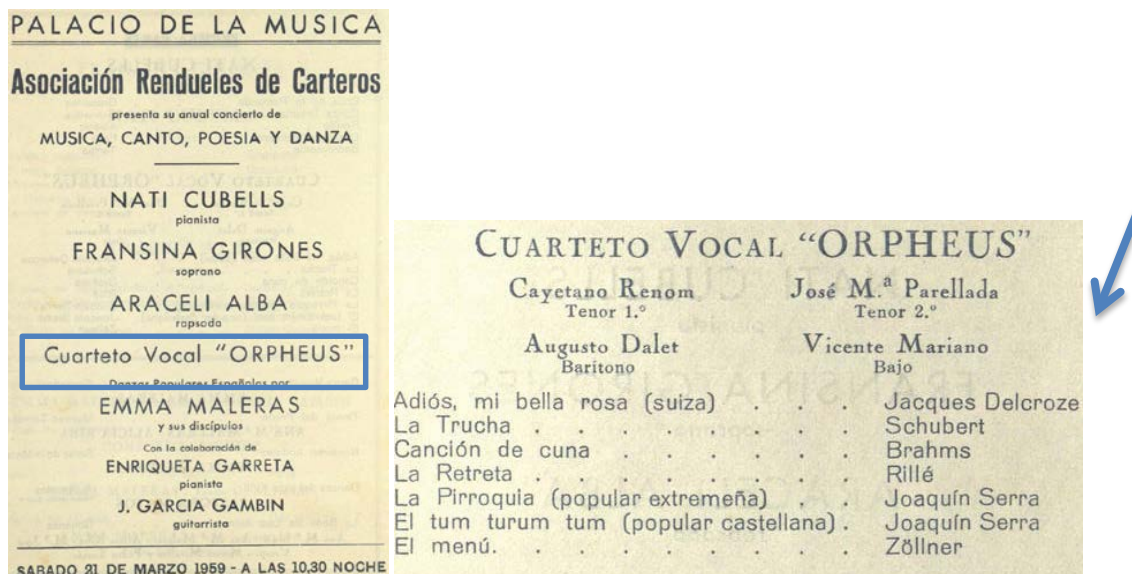 PALACIO DE LA MUSICA
Asociación Rendueles de Carteros
presenta su anual concierto de
MUSICA, CANTO, POESIA Y DANZA
NATI CUBELLS
pianista
FRANSINA GIRONES
soprano
ARACELI ALBA
rapsoda
Cuarteto Vocal "ORPHEUS"
Danzas Populares Españolas por
EMMA MALERAS
y sus discípulos
Con la colaboración de
ENRIQUETA GARRETA
pianista
J. GARCIA GAMBIN
guitarrista
SABADO 21 DE MARZO 1959 - A LAS 10,30 NOCHE
CUARTETO VOCAL "ORPHEUS"
Cayetano Renom José M.ª Parellada
Tenor 1.º Tenor 2.º
Augusto Dalet Vicente Mariano
Baritono Bajo
Adiós, mi bella rosa (suiza) . . . Jacques Delcroze
La Trucha . . . . . . . Schubert
Canción de cuna . . . . . Brahms
La Retreta . . . . . . . Rillé
La Pirroquia (popular extremeña) . . Joaquín Serra
El tum turum tum (popular castellana) . Joaquín Serra
El menú. . . . . . . . Zöllner